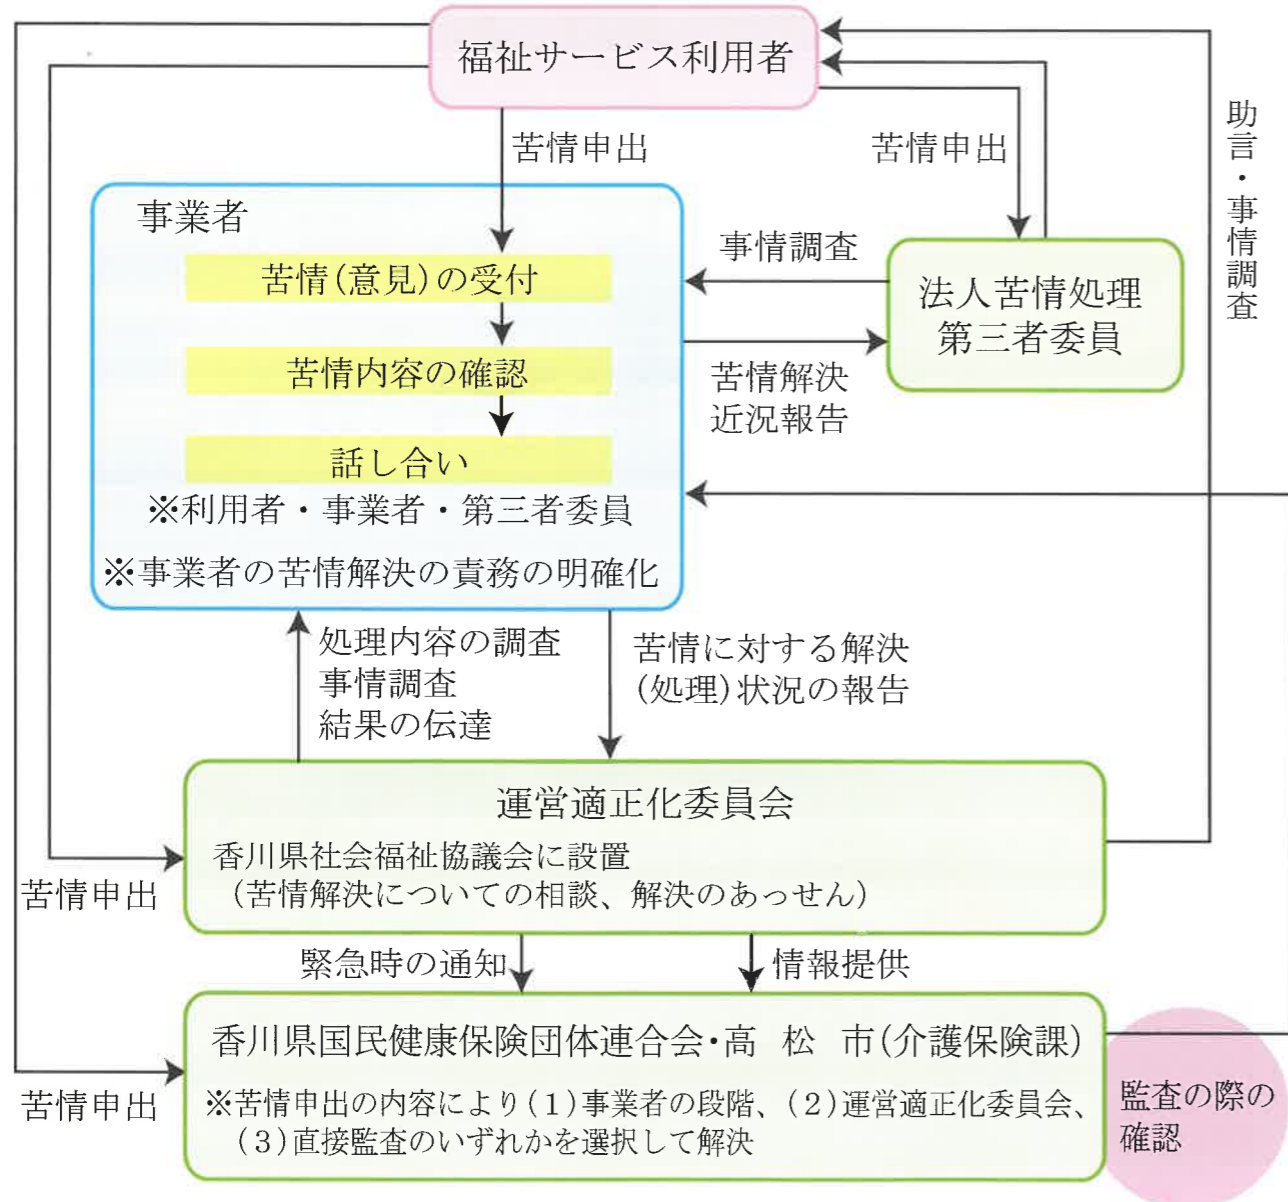 福祉サービス利用者
苦情申出
苦情申出
助言・事情調査
事業者
苦情(意見)の受付
苦情内容の確認
話し合い
※利用者・事業者・第三者委員
※事業者の苦情解決の責務の明確化
事情調査
法人苦情処理
第三者委員
苦情解決
近況報告
処理内容の調査
事情調査
結果の伝達
苦情に対する解決
(処理)状況の報告
運営適正化委員会
香川県社会福祉協議会に設置
(苦情解決についての相談、解決のあっせん)
苦情申出
緊急時の通知
情報提供
香川県国民健康保険団体連合会・高 松 市(介護保険課)
※苦情申出の内容により(1)事業者の段階、(2)運営適正化委員会、
(3)直接監査のいずれかを選択して解決
苦情申出
監査の際の
確認